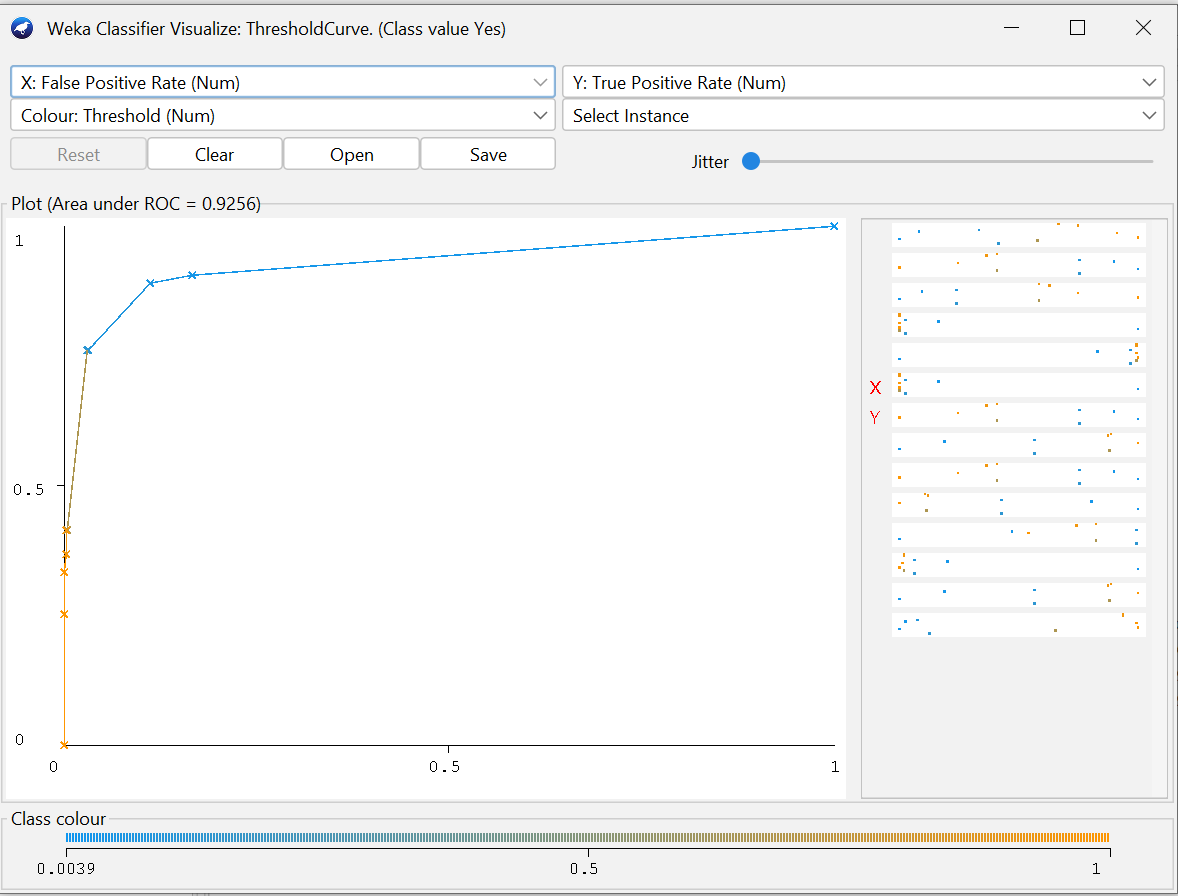 Weka Classifier Visualize: ThresholdCurve. (Class value Yes)
X: False Positive Rate (Num)
Y: True Positive Rate (Num)
Colour: Threshold (Num)
Select Instance
Reset
Clear
Open
Save
Jitter
Plot (Area under ROC = 0.9256)
1
0.5
0
0
0.5
1
X
Y
Class colour
0.0039
0.5
1